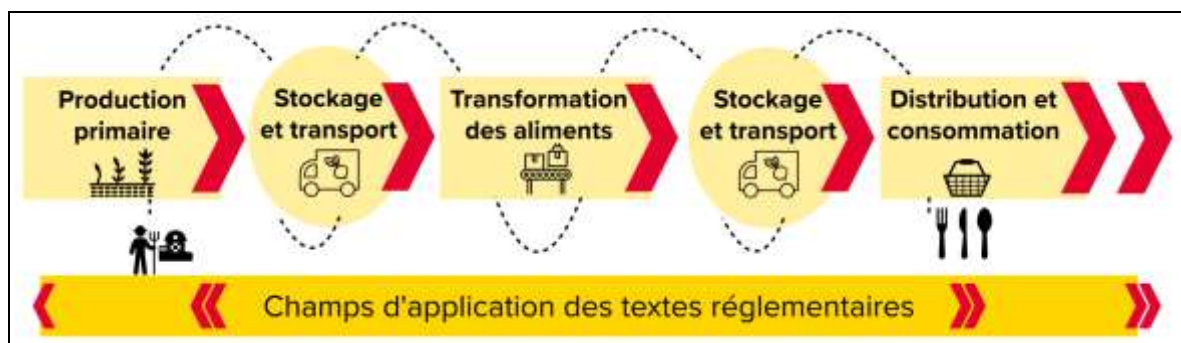 Production
primaire
Stockage
et transport
Transformation
des aliments
Stockage
et transport
Distribution et
consommation
Champs d'application des textes réglementaires